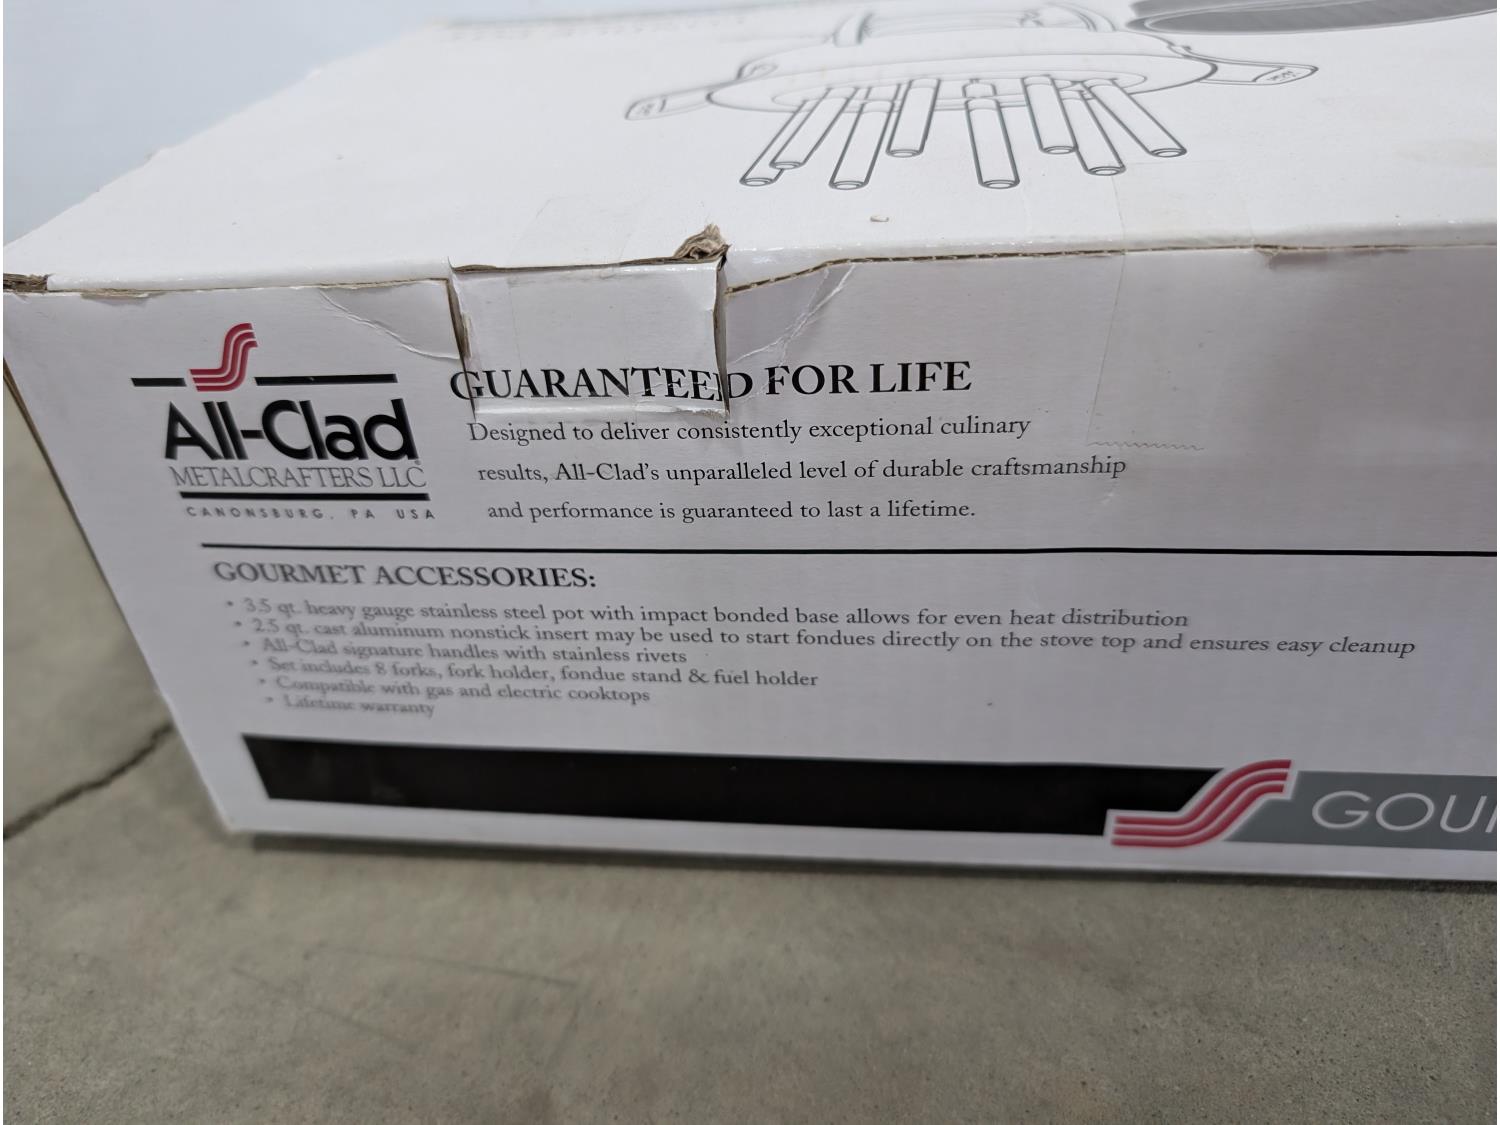 All-Clad
METALCRAFTERS LLC
CANONSBURG, PA USA
GUARANTEED FOR LIFE
Designed to deliver consistently exceptional culinary
results, All-Clad's unparalleled level of durable craftsmanship
and performance is guaranteed to last a lifetime.
GOURMET ACCESSORIES:
• 3.5 qt. heavy gauge stainless steel pot with impact bonded base allows for even heat distribution
• 2.5 qt. cast aluminum nonstick insert may be used to start fondues directly on the stove top and ensures easy cleanup
• All-Clad signature handles with stainless rivets
• Set includes 8 forks, fork holder, fondue stand & fuel holder
• Compatible with gas and electric cooktops
• Lifetime warranty
GOU